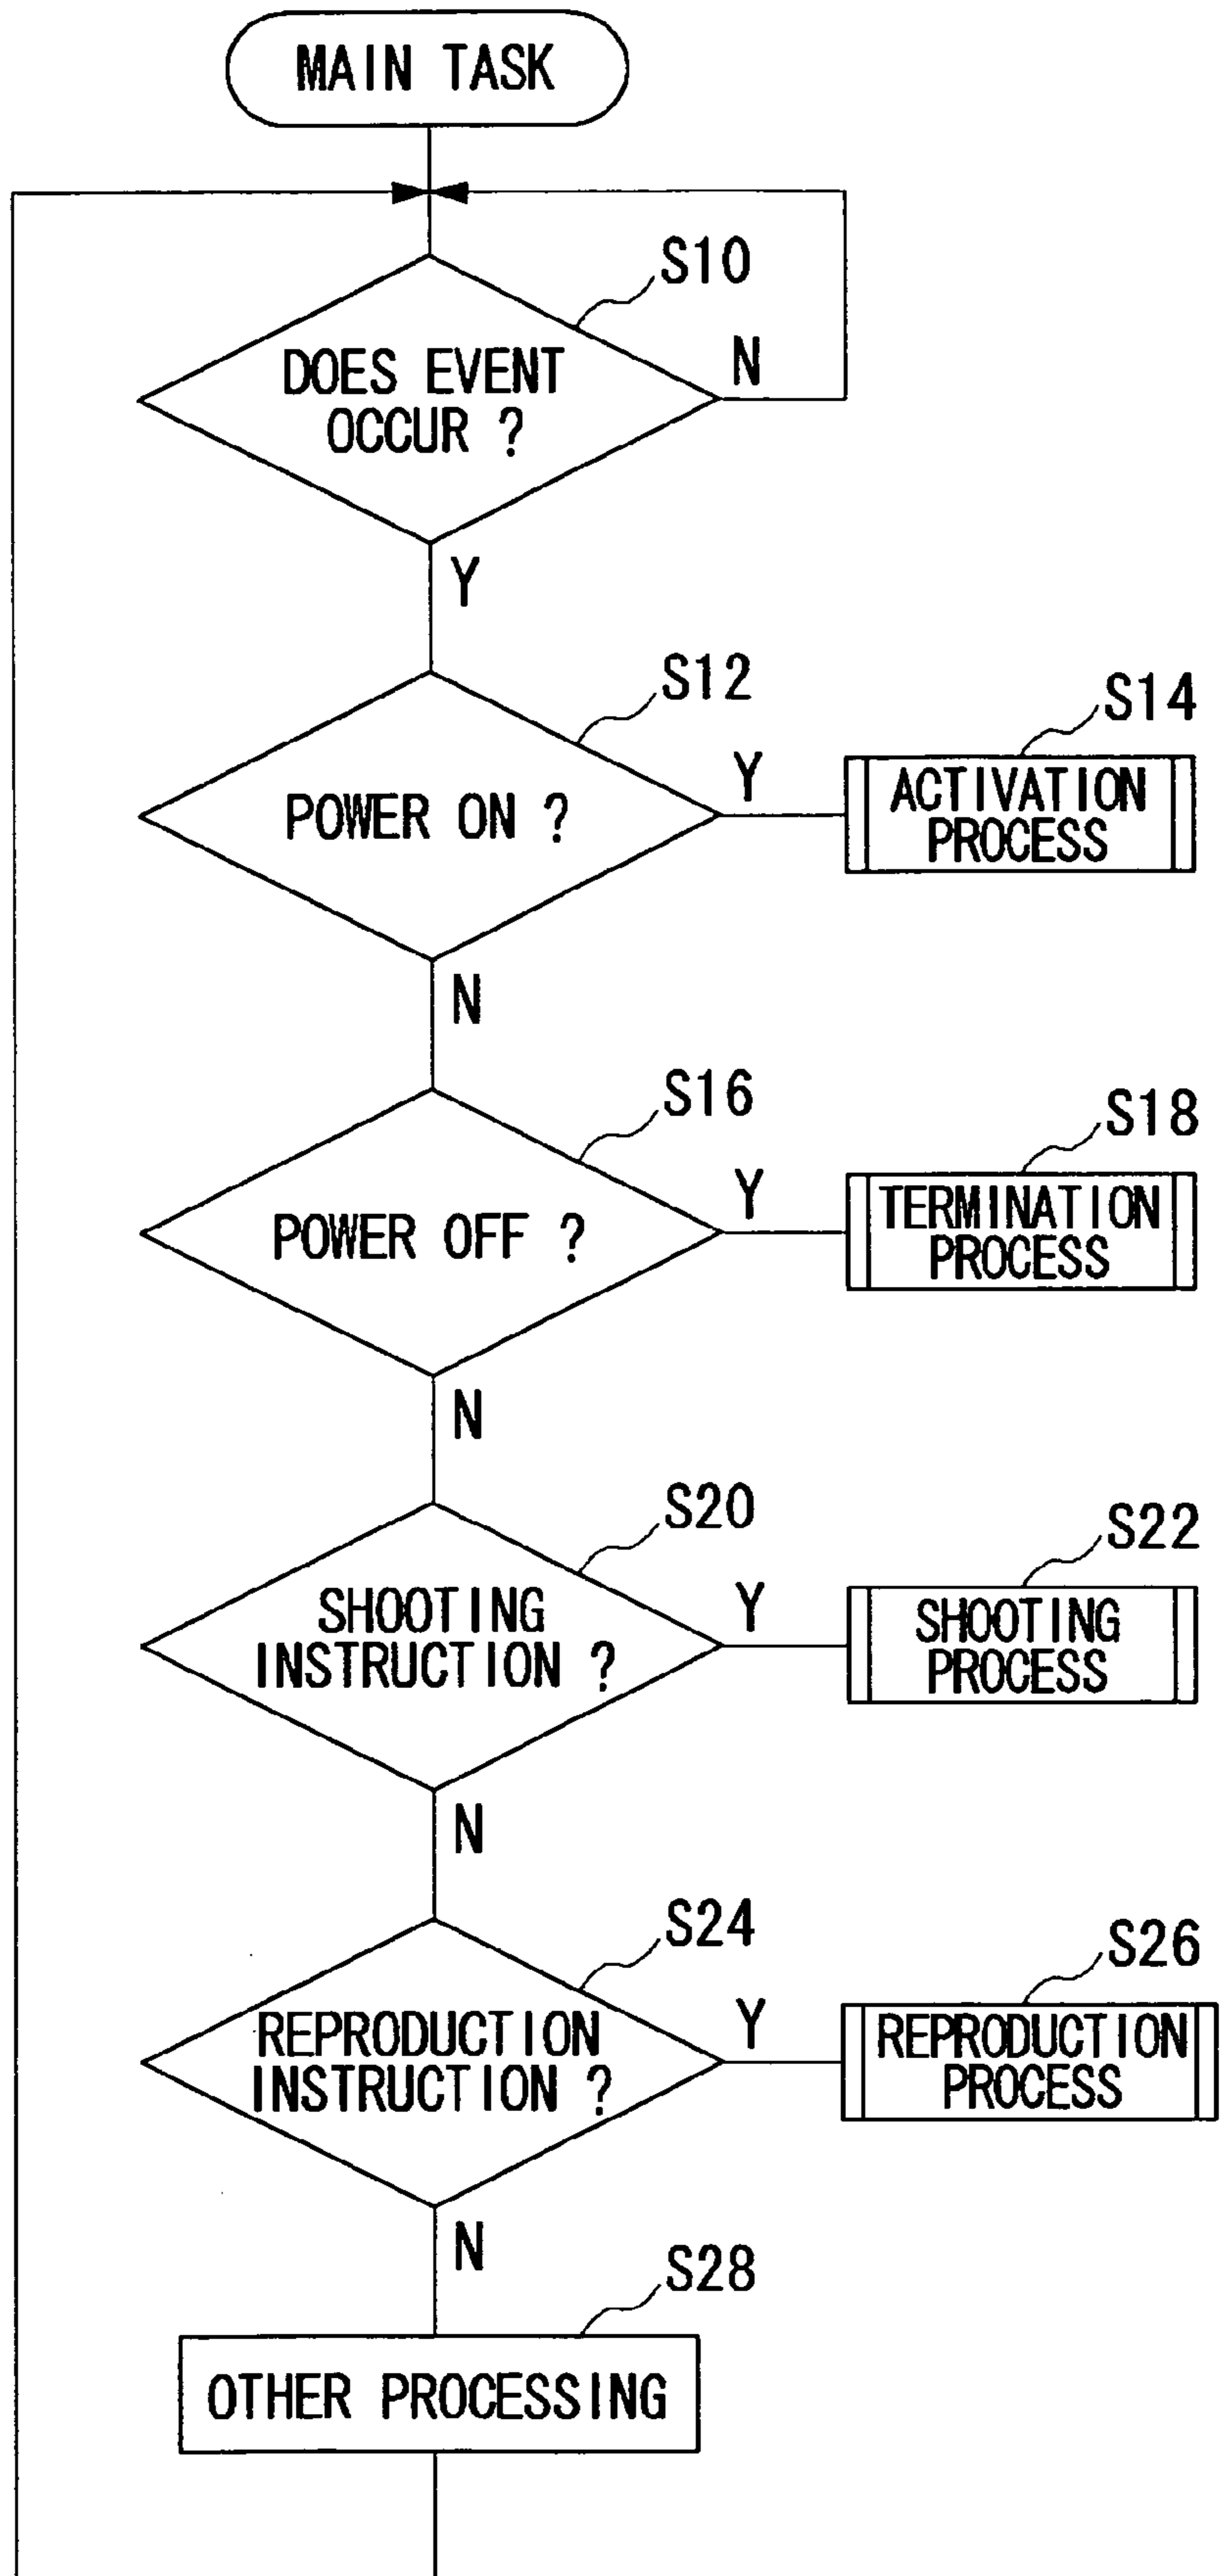 MAIN TASK
S10
DOES EVENT
OCCUR ?
N
Y
S12
POWER ON ?
Y
S14
ACTIVATION
PROCESS
N
S16
POWER OFF ?
Y
S18
TERMINATION
PROCESS
N
S20
SHOOTING
INSTRUCTION ?
Y
S22
SHOOTING
PROCESS
N
S24
REPRODUCTION
INSTRUCTION ?
Y
S26
REPRODUCTION
PROCESS
N
S28
OTHER PROCESSING